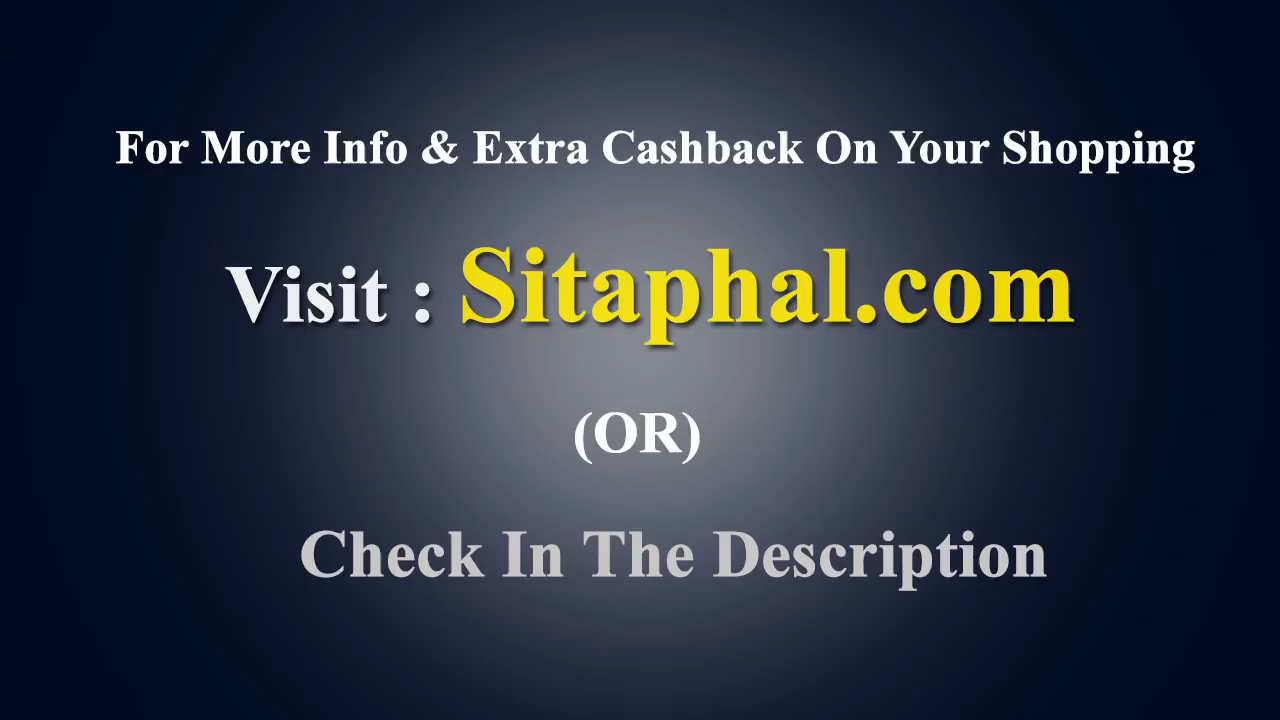 For More Info & Extra Cashback On Your Shopping
Visit : Sitaphal.com
(OR)
Check In The Description